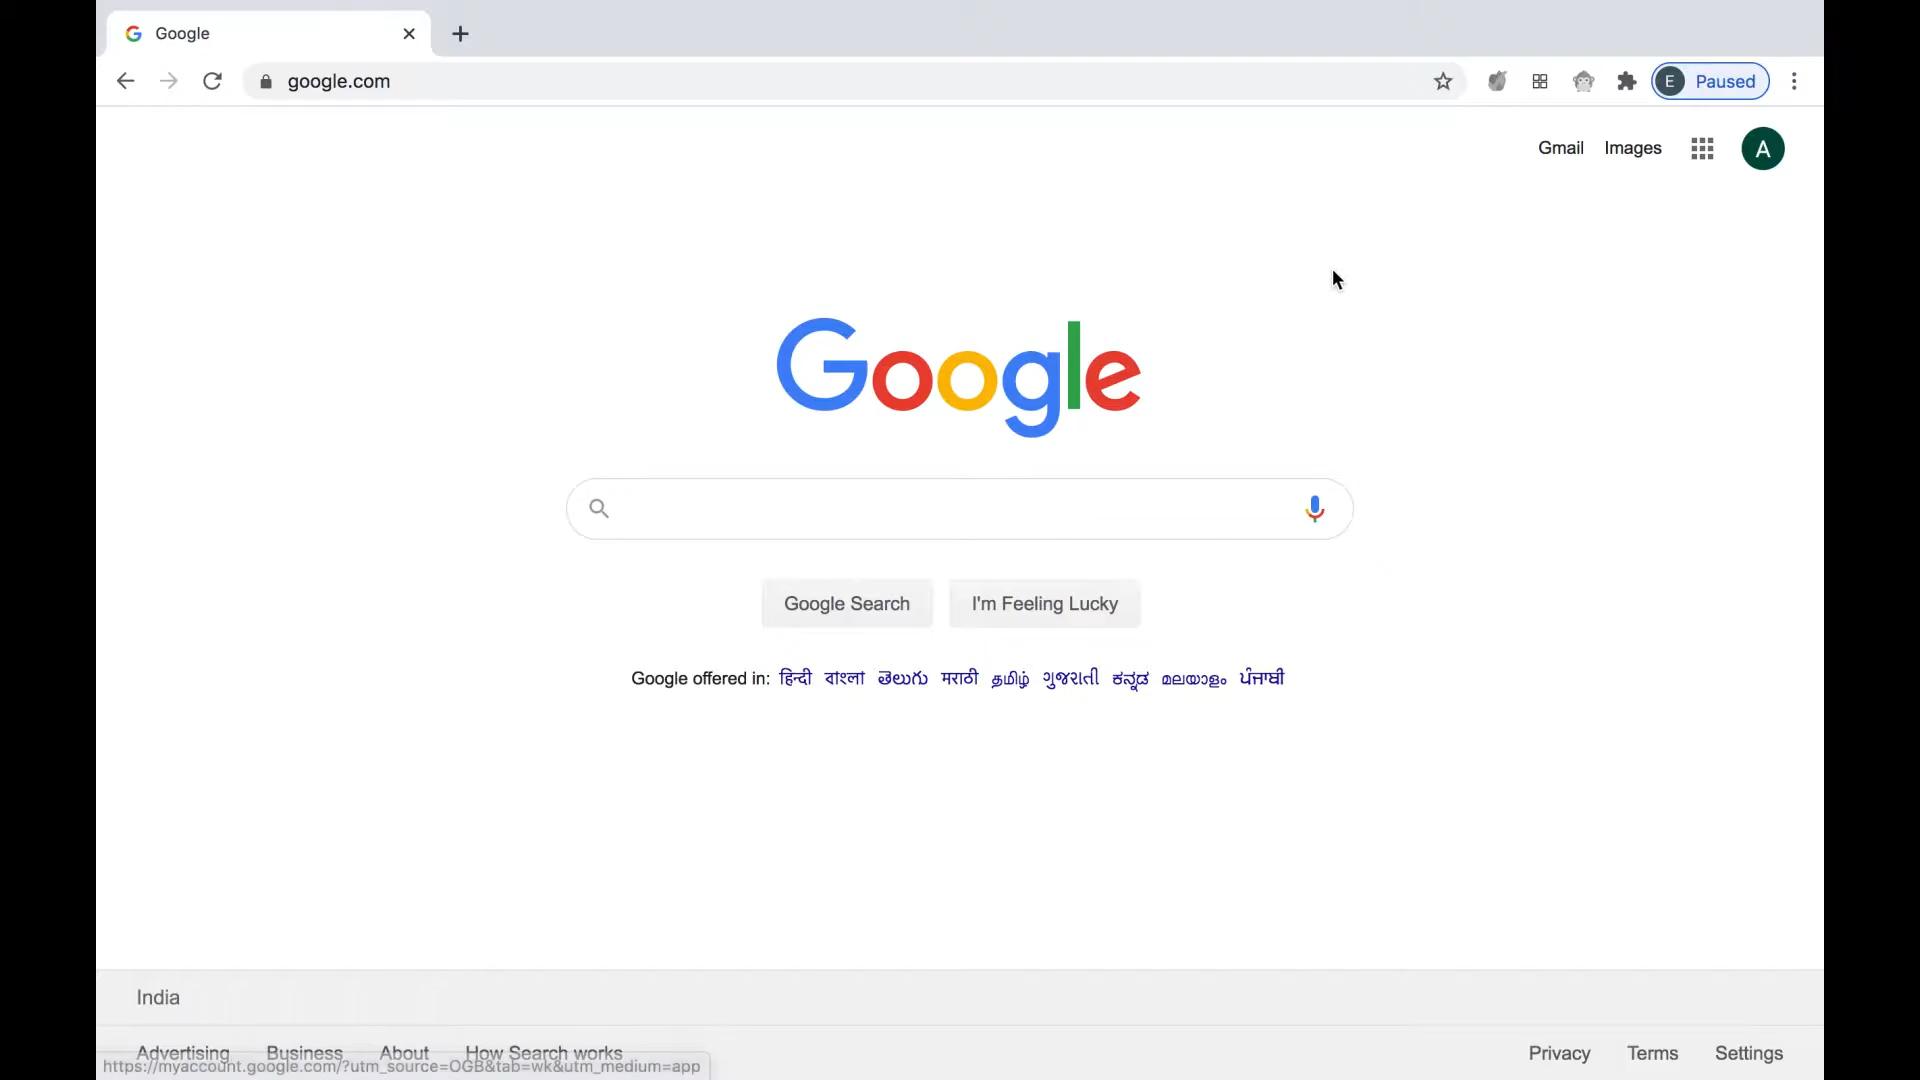 Google
google.com
E Paused
Gmail Images A
Google
Google Search I'm Feeling Lucky
Google offered in: हिन्दी বাংলা తెలుగు मराठी தமிழ் ગુજરાતી ಕನ್ನಡ മലയാളം ਪੰਜਾਬੀ
India
Advertising Business About How Search works Privacy Terms Settings
https://myaccount.google.com/?utm_source=OGB&tab=wk&utm_medium=app